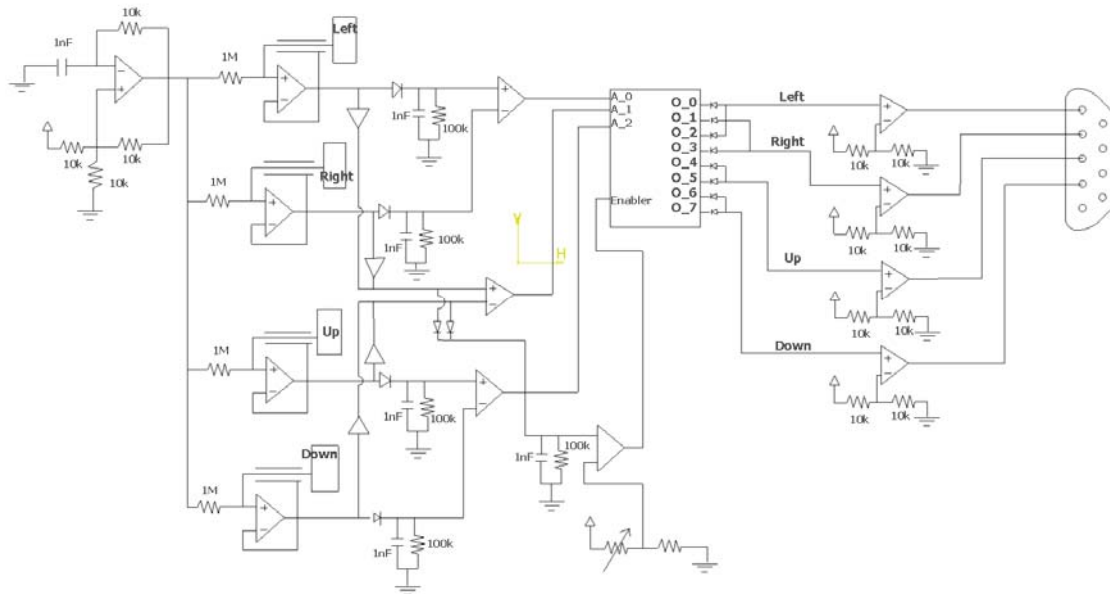 10k
1nF
10k
10k
10k
1M
Left
1nF
100k
1M
Right
1nF
100k
1M
Up
1nF
100k
1M
Down
1nF
100k
Y
H
1nF
100k
A_0
A_1
A_2
Enabler
O_0
O_1
O_2
O_3
O_4
O_5
O_6
O_7
Left
10k
10k
Right
10k
10k
Up
10k
10k
Down
10k
10k